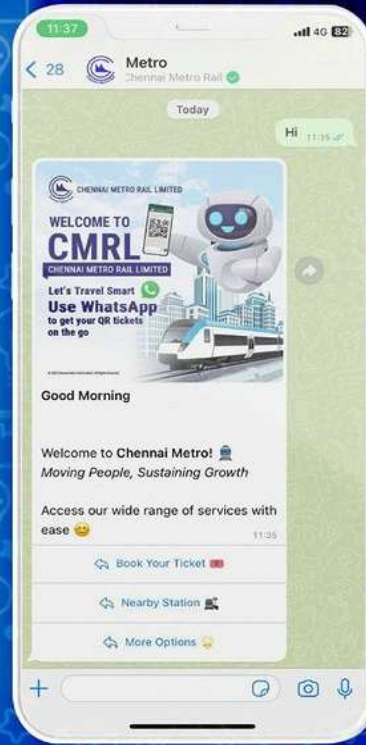 11:37
4G 82
28
Metro
Chennai Metro Rail
Today
Hi 11:35
CHENNAI METRO RAIL LIMITED
WELCOME TO
CMRL
CHENNAI METRO RAIL LIMITED
Let's Travel Smart
Use WhatsApp
to get your QR tickets
on the go
Good Morning
Welcome to Chennai Metro! 🚆
Moving People, Sustaining Growth
Access our wide range of services with
ease 😊
11:35
Book Your Ticket 🎟️
Nearby Station 🚉
More Options